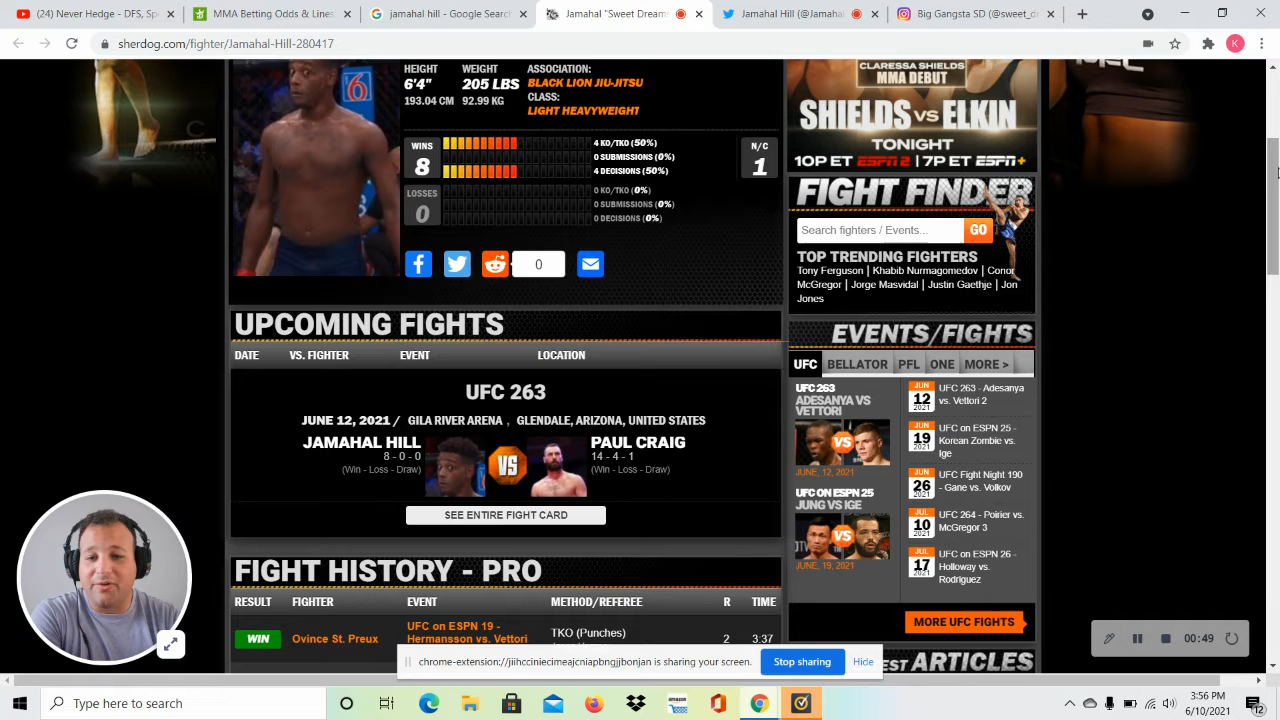 (24) News & Notes
MMA Betting News &
jamahal hill - Google Search
Jamahal "Sweet Dreams"
Jamahal Hill (@JamahalH
Big Sweet (@sweet_dr
sherdog.com/fighter/Jamahal-Hill-280417
K
HEIGHT
WEIGHT
ASSOCIATION:
6'4"
205 LBS
BLACK LION JIU-JITSU
193.04 CM
92.99 KG
CLASS:
LIGHT HEAVYWEIGHT
WINS
8
4 KO/TKO (50%)
0 SUBMISSIONS (0%)
4 DECISIONS (50%)
N/C
1
LOSSES
0
0 KO/TKO (0%)
0 SUBMISSIONS (0%)
0 DECISIONS (0%)
0
UPCOMING FIGHTS
DATE
VS. FIGHTER
EVENT
LOCATION
UFC 263
JUNE 12, 2021 / GILA RIVER ARENA , GLENDALE, ARIZONA, UNITED STATES
JAMAHAL HILL
8 - 0 - 0
(Win - Loss - Draw)
VS
PAUL CRAIG
14 - 4 - 1
(Win - Loss - Draw)
SEE ENTIRE FIGHT CARD
FIGHT HISTORY - PRO
RESULT
FIGHTER
EVENT
METHOD/REFEREE
R
TIME
WIN
Ovince St. Preux
UFC on ESPN 19 -
Hermansson vs. Vettori
TKO (Punches)
2
3:37
CLARESSA SHIELDS
MMA DEBUT
SHIELDS VS ELKIN
TONIGHT
10P ET ESPN 2 | 7P ET ESPN+
FIGHT FINDER
Search fighters / Events...
GO
TOP TRENDING FIGHTERS
Tony Ferguson | Khabib Nurmagomedov | Conor
McGregor | Jorge Masvidal | Justin Gaethje | Jon
Jones
EVENTS/FIGHTS
UFC
BELLATOR
PFL
ONE
MORE >
UFC 263
ADESANYA VS
VETTORI
VS
JUNE, 12, 2021
UFC ON ESPN 25
JUNG VS IGE
VS
JUNE, 19, 2021
JUN
12
2021
UFC 263 - Adesanya
vs. Vettori 2
JUN
19
2021
UFC on ESPN 25 -
Korean Zombie vs.
Ige
JUN
26
2021
UFC Fight Night 190
- Gane vs. Volkov
JUL
10
2021
UFC 264 - Poirier vs.
McGregor 3
JUL
17
2021
UFC on ESPN 26 -
Holloway vs.
Rodriguez
MORE UFC FIGHTS
EST ARTICLES
00:49
chrome-extension://jiihcciniecimeajcniapbngjjbonjan is sharing your screen.
Stop sharing
Hide
Type here to search
amazon
3:56 PM
6/10/2021
12